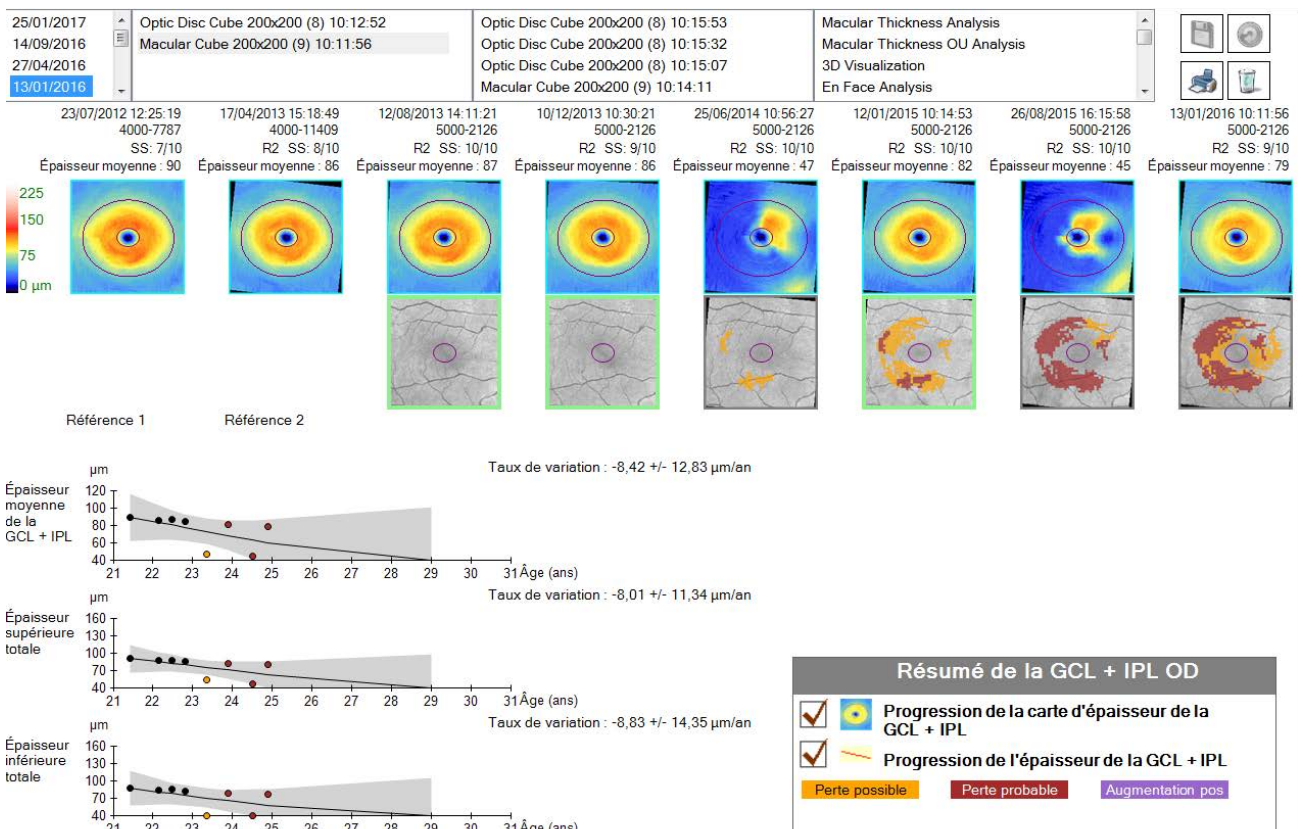 25/01/2017
14/09/2016
27/04/2016
13/01/2016
Optic Disc Cube 200x200 (8) 10:12:52
Macular Cube 200x200 (9) 10:11:56
Optic Disc Cube 200x200 (8) 10:15:53
Optic Disc Cube 200x200 (8) 10:15:32
Optic Disc Cube 200x200 (8) 10:15:07
Macular Cube 200x200 (9) 10:14:11
Macular Thickness Analysis
Macular Thickness OU Analysis
3D Visualization
En Face Analysis
23/07/2012 12:25:19
4000-7787
SS: 7/10
Épaisseur moyenne : 90
17/04/2013 15:18:49
4000-11409
R2 SS: 8/10
Épaisseur moyenne : 86
12/08/2013 14:11:21
5000-2126
R2 SS: 10/10
Épaisseur moyenne : 87
10/12/2013 10:30:21
5000-2126
R2 SS: 9/10
Épaisseur moyenne : 86
25/06/2014 10:56:27
5000-2126
R2 SS: 10/10
Épaisseur moyenne : 47
12/01/2015 10:14:53
5000-2126
R2 SS: 10/10
Épaisseur moyenne : 82
26/08/2015 16:15:58
5000-2126
R2 SS: 10/10
Épaisseur moyenne : 45
13/01/2016 10:11:56
5000-2126
R2 SS: 9/10
Épaisseur moyenne : 79
225
150
75
0 µm
Référence 1
Référence 2
µm
Taux de variation : -8,42 +/- 12,83 µm/an
Épaisseur
moyenne
de la
GCL + IPL
120
100
80
60
40
21 22 23 24 25 26 27 28 29 30 31 Âge (ans)
µm
Taux de variation : -8,01 +/- 11,34 µm/an
Épaisseur
supérieure
totale
160
130
100
70
40
21 22 23 24 25 26 27 28 29 30 31 Âge (ans)
µm
Taux de variation : -8,83 +/- 14,35 µm/an
Épaisseur
inférieure
totale
160
130
100
70
40
21 22 23 24 25 26 27 28 29 30 31 Âge (ans)
Résumé de la GCL + IPL OD
Progression de la carte d'épaisseur de la
GCL + IPL
Progression de l'épaisseur de la GCL + IPL
Perte possible
Perte probable
Augmentation pos